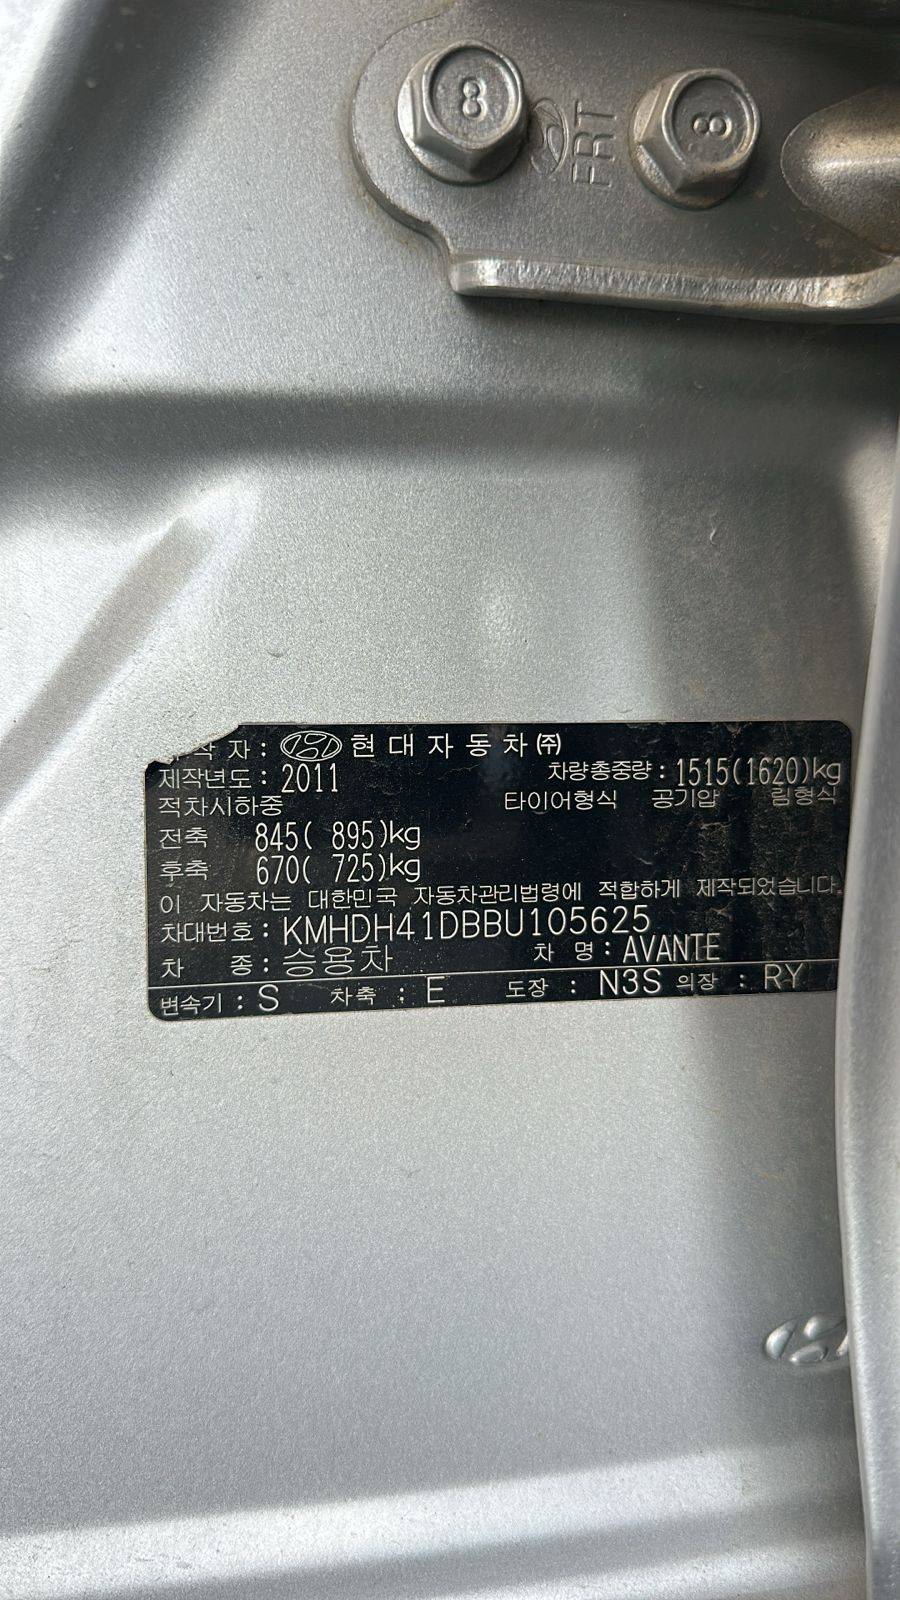 8
FRT
8
작 자 : 현대자동차㈜
제작년도 : 2011 차량총중량 : 1515(1620)kg
적차시하중 타이어형식 공기압 림형식
전축 845( 895)kg
후축 670( 725)kg
이 자동차는 대한민국 자동차관리법령에 적합하게 제작되었습니다.
차대번호 : KMHDH41DBBU105625
차 종 : 승용차 차 명 : AVANTE
변속기 : S 차축 : E 도장 : N3S 의장 : RY